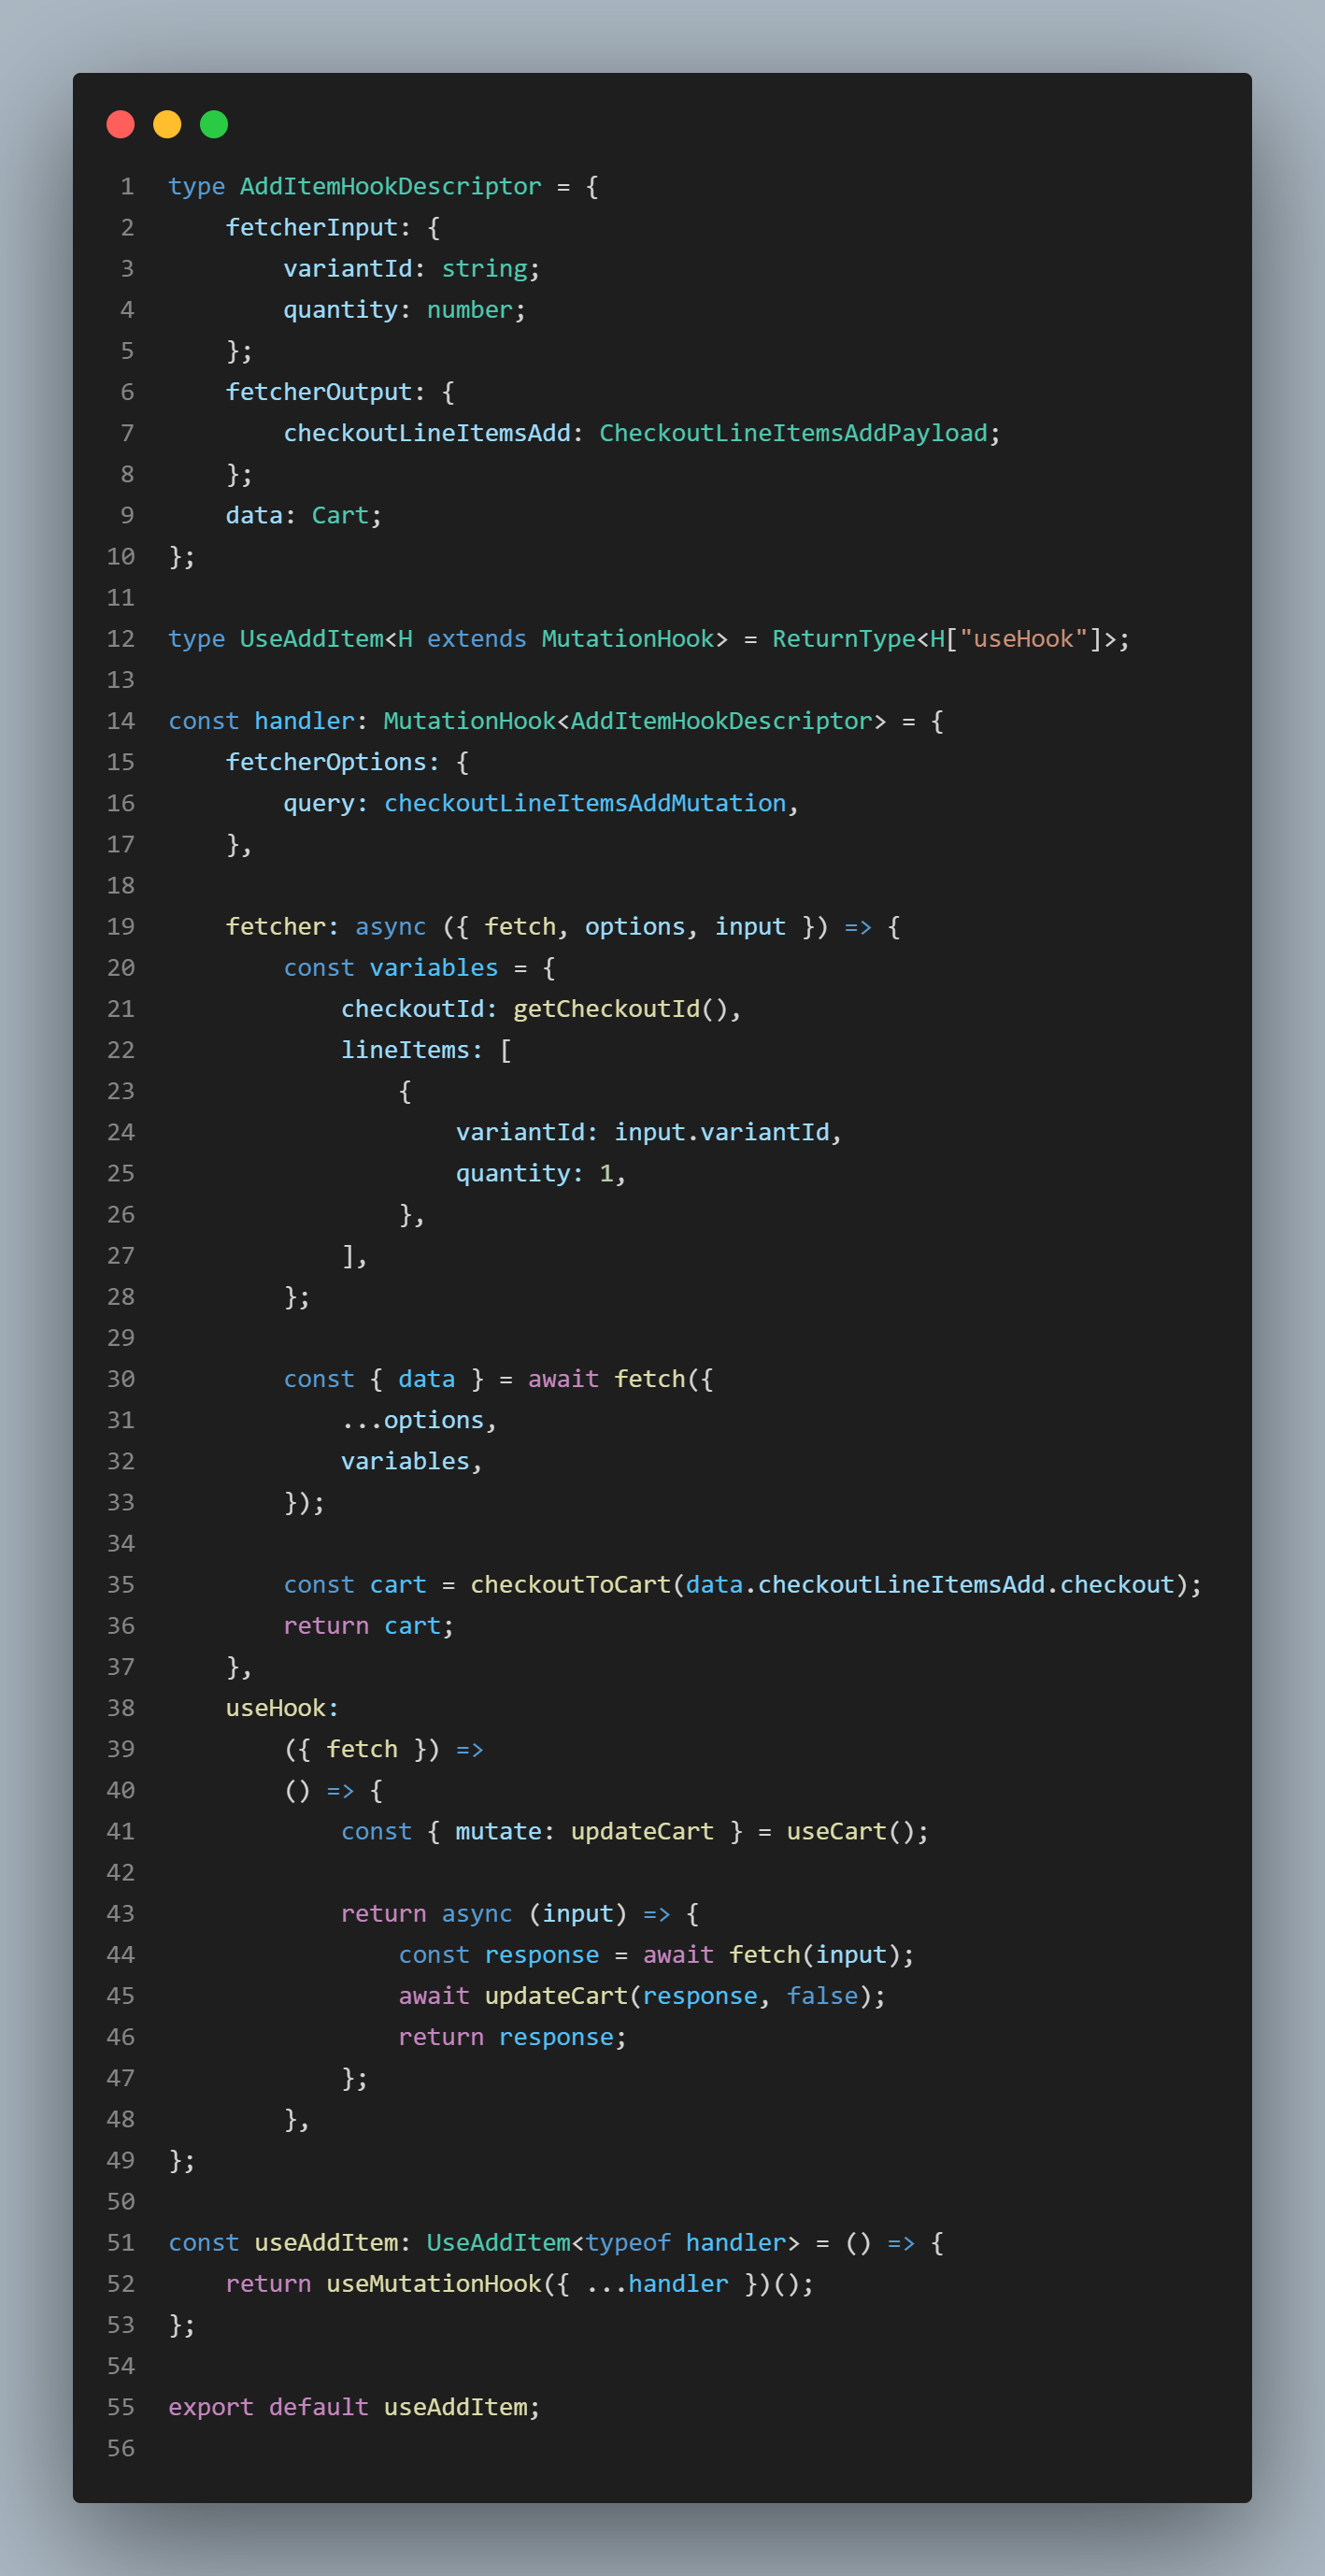 1 type AddItemHookDescriptor = {
2     fetcherInput: {
3         variantId: string;
4         quantity: number;
5     };
6     fetcherOutput: {
7         checkoutLineItemsAdd: CheckoutLineItemsAddPayload;
8     };
9     data: Cart;
10 };
11
12 type UseAddItem<H extends MutationHook> = ReturnType<H["useHook"]>;
13
14 const handler: MutationHook<AddItemHookDescriptor> = {
15     fetcherOptions: {
16         query: checkoutLineItemsAddMutation,
17     },
18
19     fetcher: async ({ fetch, options, input }) => {
20         const variables = {
21             checkoutId: getCheckoutId(),
22             lineItems: [
23                 {
24                     variantId: input.variantId,
25                     quantity: 1,
26                 },
27             ],
28         };
29
30         const { data } = await fetch({
31             ...options,
32             variables,
33         });
34
35         const cart = checkoutToCart(data.checkoutLineItemsAdd.checkout);
36         return cart;
37     },
38     useHook:
39         ({ fetch }) =>
40         () => {
41             const { mutate: updateCart } = useCart();
42
43             return async (input) => {
44                 const response = await fetch(input);
45                 await updateCart(response, false);
46                 return response;
47             };
48         },
49 };
50
51 const useAddItem: UseAddItem<typeof handler> = () => {
52     return useMutationHook({ ...handler })();
53 };
54
55 export default useAddItem;
56